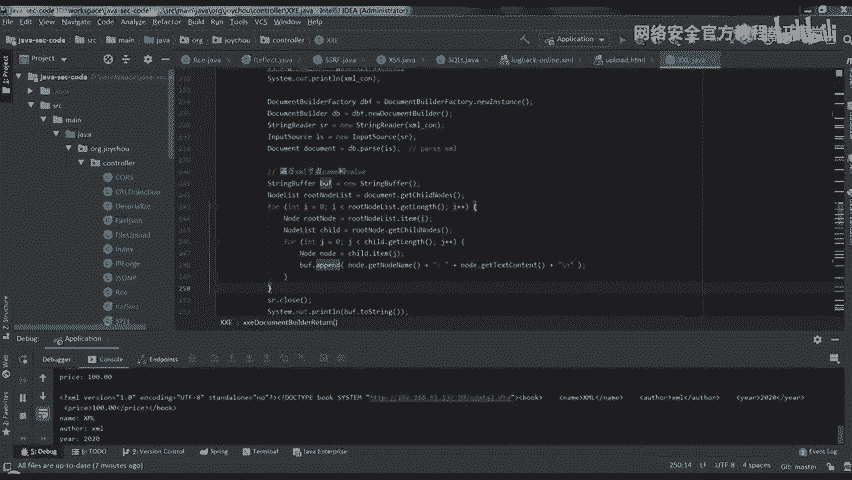 File Edit View Navigate Code Analyze Refactor Build Run Tools VCS Window Help
网络安全官方教程
java-sec-code src main java org joychou controller XXE
Application
Project
java-sec-code
src
main
java
org.joychou
controller
CORS
CRLFInjection
Deserialize
Fastjson
FileUpload
Index
IPForge
JSONP
Rce
SPEL
Rce.java Reflect.java SSRF.java XSS.java SQLI.java logback-online.xml upload.html XXE.java
System.out.println(xml_con);
DocumentBuilderFactory dbf = DocumentBuilderFactory.newInstance();
DocumentBuilder db = dbf.newDocumentBuilder();
StringReader sr = new StringReader(xml_con);
InputSource is = new InputSource(sr);
Document document = db.parse(is); // parse xml
// 遍历xml节点name和value
StringBuffer buf = new StringBuffer();
NodeList rootNodeList = document.getChildNodes();
for (int i = 0; i < rootNodeList.getLength(); i++) {
Node rootNode = rootNodeList.item(i);
NodeList child = rootNode.getChildNodes();
for (int j = 0; j < child.getLength(); j++) {
Node node = child.item(j);
buf.append( node.getNodeName() + ": " + node.getTextContent() + "\n" );
}
250 }
sr.close();
System.out.println(buf.toString());
XXE xxeDocumentBuilderReturn()
Debug: Application
Debugger Console Endpoints
price: 100.00
<?xml version="1.0" encoding="UTF-8" standalone="no"?><!DOCTYPE book SYSTEM "><book> <name>XML</name> <author>xml</author> <year>2020</year>
<price>100.00</price></book>
name: XML
author: xml
year: 2020
5: Debug 6: TODO 9: Version Control Spring Terminal Java Enterprise Event Log
All files are up-to-date (7 minutes ago) 250:14 LF UTF-8 4 spaces Git: master